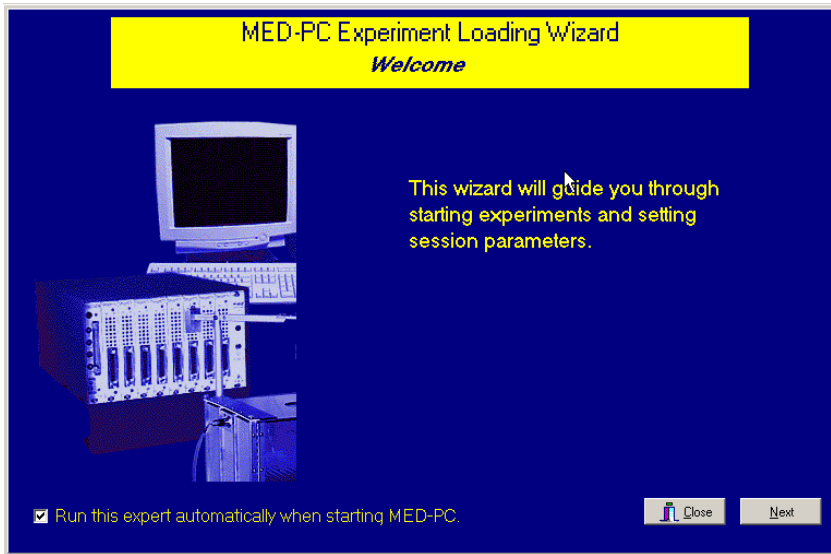 MED-PC Experiment Loading Wizard
Welcome
This wizard will guide you through
starting experiments and setting
session parameters.
Run this expert automatically when starting MED-PC.
Close
Next